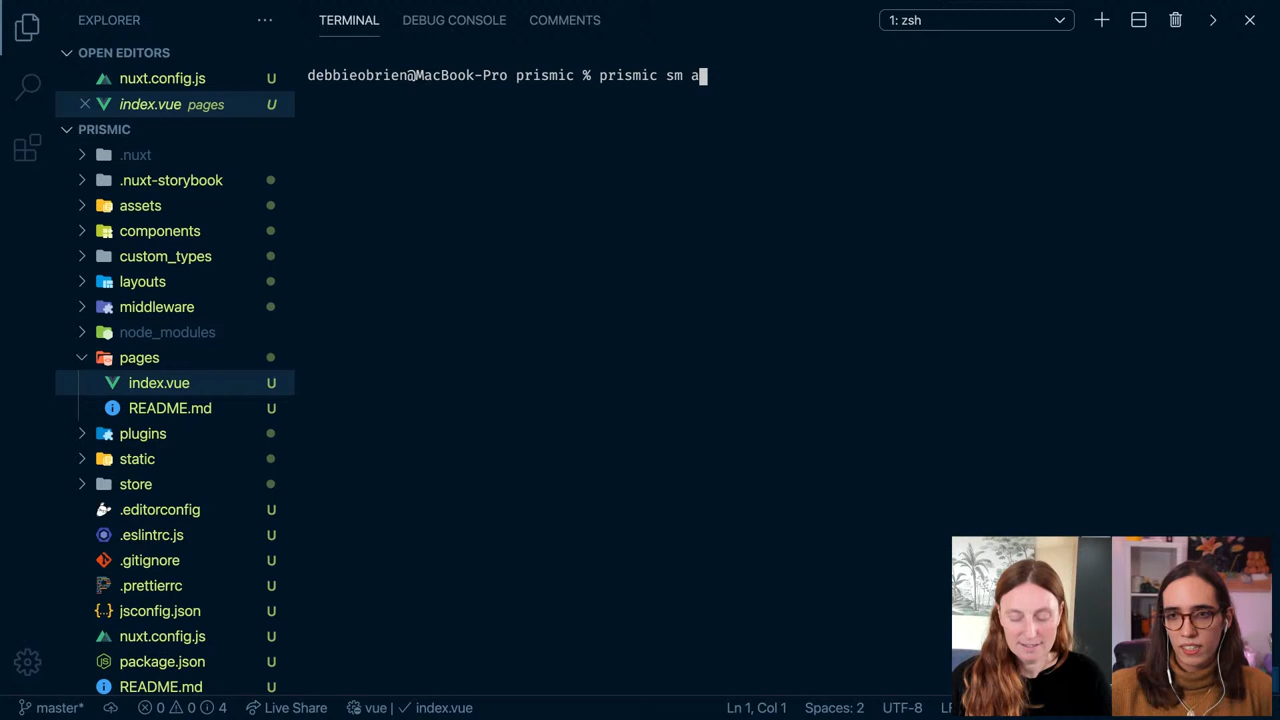 EXPLORER
TERMINAL
DEBUG CONSOLE
COMMENTS
1: zsh
OPEN EDITORS
nuxt.config.js U
index.vue pages U
debbieobrien@MacBook-Pro prismic % prismic sm a
PRISMIC
.nuxt
.nuxt-storybook
assets
components
custom_types
layouts
middleware
node_modules
pages
index.vue U
README.md U
plugins
static
store
.editorconfig U
.eslintrc.js U
.gitignore U
.prettierrc U
jsconfig.json U
nuxt.config.js U
package.json U
README.md U
master* 0 0 4 Live Share vue | index.vue Ln 1, Col 1 Spaces: 2 UTF-8